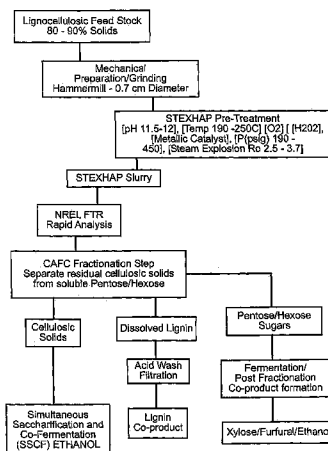 Lignocellulosic Feed Stock
80 - 90% Solids
Mechanical
Preparation/Grinding
Hammermill - 0.7 cm Diameter
STEXHAP Pre-Treatment
[pH 11.5-12], [Temp 190 -250C] [O2] [ [H202],
[Metallic Catalyst], [P(psig) 190 -
450], [Steam Explosion Ro 2.5 - 3.7]
STEXHAP Slurry
NREL FTR
Rapid Analysis
CAFC Fractionation Step
Separate residual cellulosic solids
from soluble Pentose/Hexose
Cellulosic
Solids
Dissolved Lignin
Pentose/Hexose
Sugars
Acid Wash
Filtration
Fermentation/
Post Fractionation
Co-product formation
Simultaneous
Saccharification and
Co-Fermentation
(SSCF) ETHANOL
Lignin
Co-product
Xylose/Furfural/Ethanol